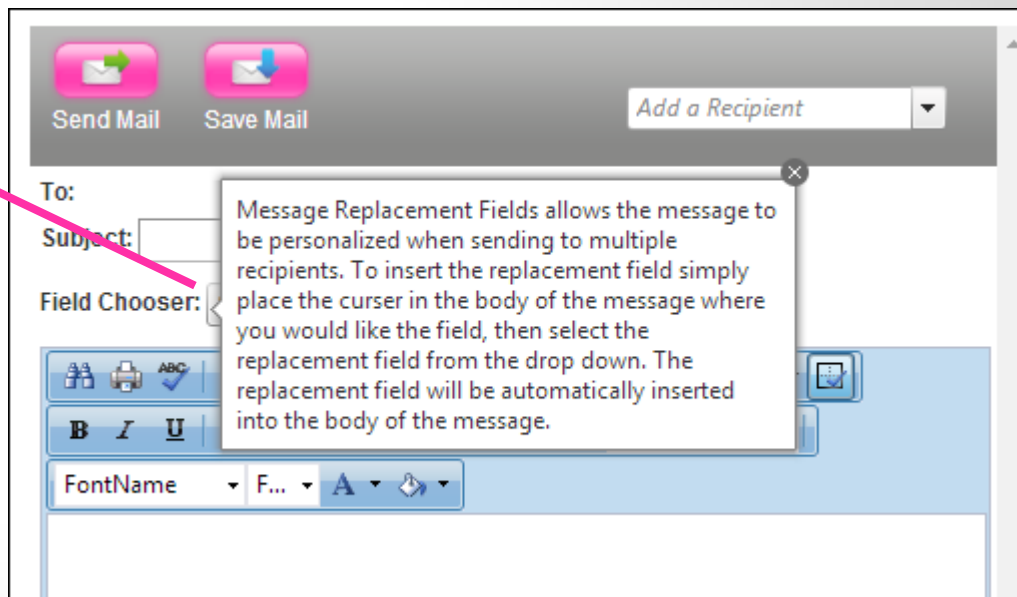 Send Mail Save Mail
Add a Recipient
To:
Subject:
Field Chooser:
Message Replacement Fields allows the message to
be personalized when sending to multiple
recipients. To insert the replacement field simply
place the curser in the body of the message where
you would like the field, then select the
replacement field from the drop down. The
replacement field will be automatically inserted
into the body of the message.
ABC
B I U
FontName F... A